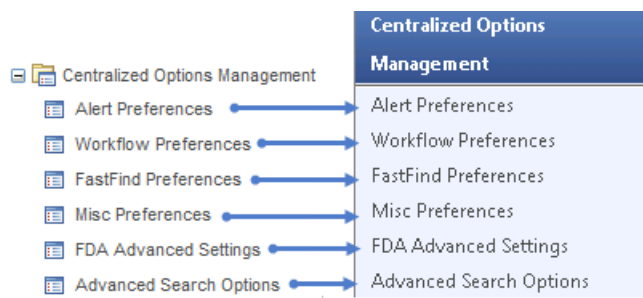 Centralized Options
Management
Centralized Options Management
Alert Preferences
Alert Preferences
Workflow Preferences
Workflow Preferences
FastFind Preferences
FastFind Preferences
Misc Preferences
Misc Preferences
FDA Advanced Settings
FDA Advanced Settings
Advanced Search Options
Advanced Search Options